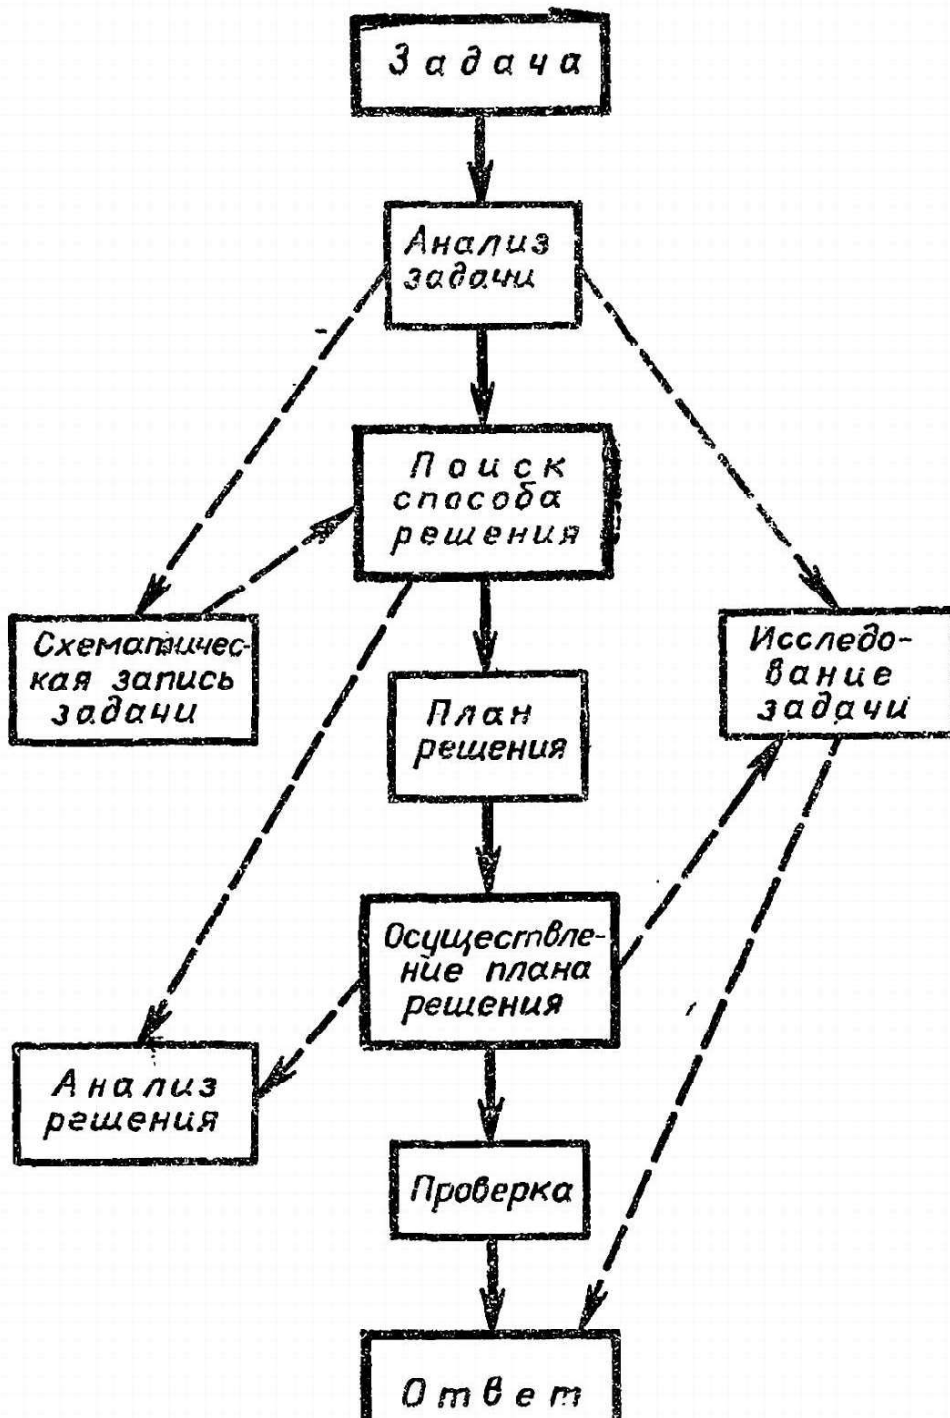 Задача
Анализ
задачи
Поиск
способа
решения
Схематичес-
кая запись
задачи
Исследо-
вание
задачи
План
решения
Осуществле-
ние плана
решения
Анализ
решения
Проверка
Ответ